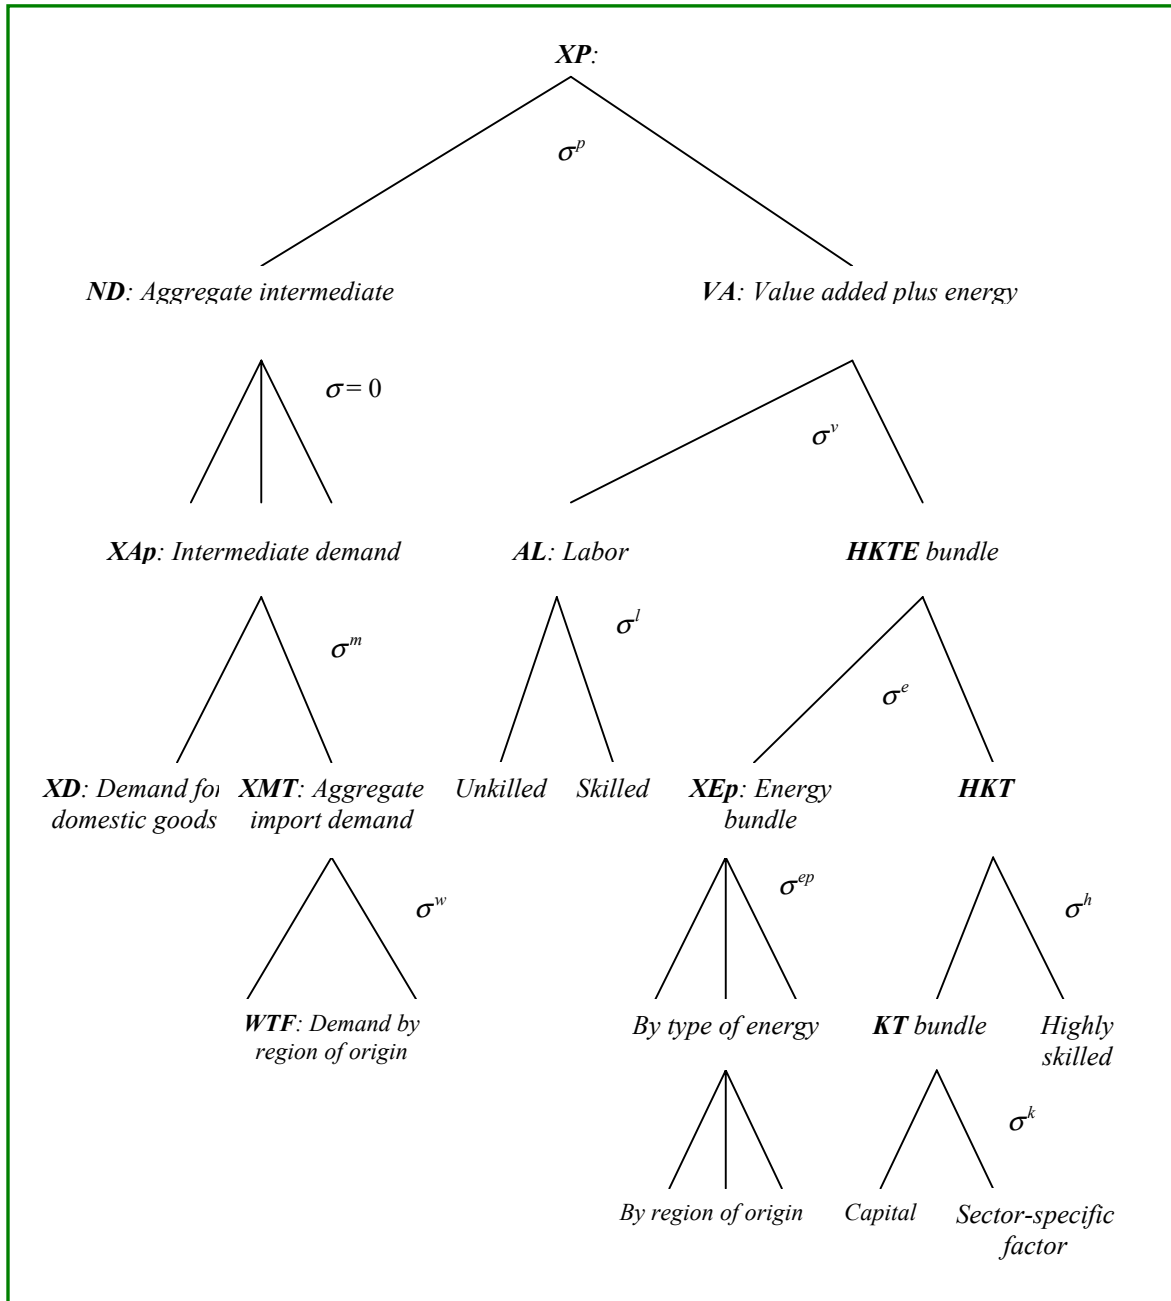 XP:
σ^p
ND: Aggregate intermediate
VA: Value added plus energy
σ = 0
σ^v
XAp: Intermediate demand
AL: Labor
HKTE bundle
σ^m
σ^l
σ^e
XD: Demand for
domestic goods
XMT: Aggregate
import demand
Unkilled
Skilled
XEp: Energy
bundle
HKT
σ^w
σ^ep
σ^h
WTF: Demand by
region of origin
By type of energy
KT bundle
Highly
skilled
σ^k
By region of origin
Capital
Sector-specific
factor